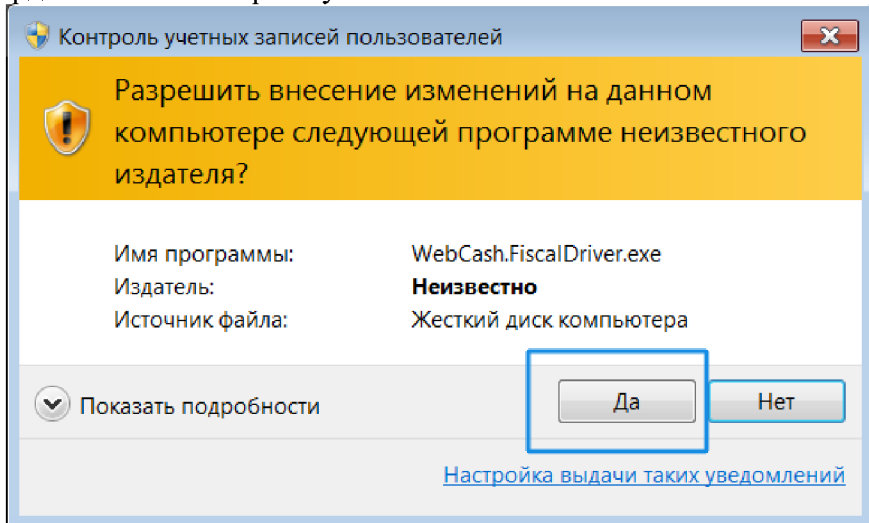 Контроль учетных записей пользователей
Разрешить внесение изменений на данном
компьютере следующей программе неизвестного
издателя?
Имя программы: WebCash.FiscalDriver.exe
Издатель: Неизвестно
Источник файла: Жесткий диск компьютера
Показать подробности
Да Нет
Настройка выдачи таких уведомлений